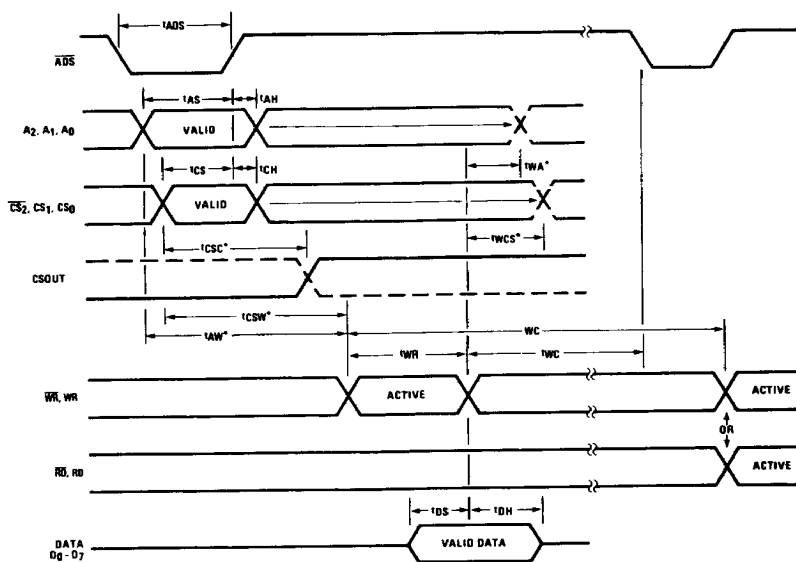 tADS
ADS
tAS tAH
A2, A1, A0 VALID
tWA*
tCS tCH
CS2, CS1, CS0 VALID
tCSC* tWCS*
CSOUT
tCSW*
tAW* WC
tWR tWC
WR, WR ACTIVE ACTIVE
OR
RD, RD ACTIVE
tDS tDH
DATA
D0 - D7 VALID DATA